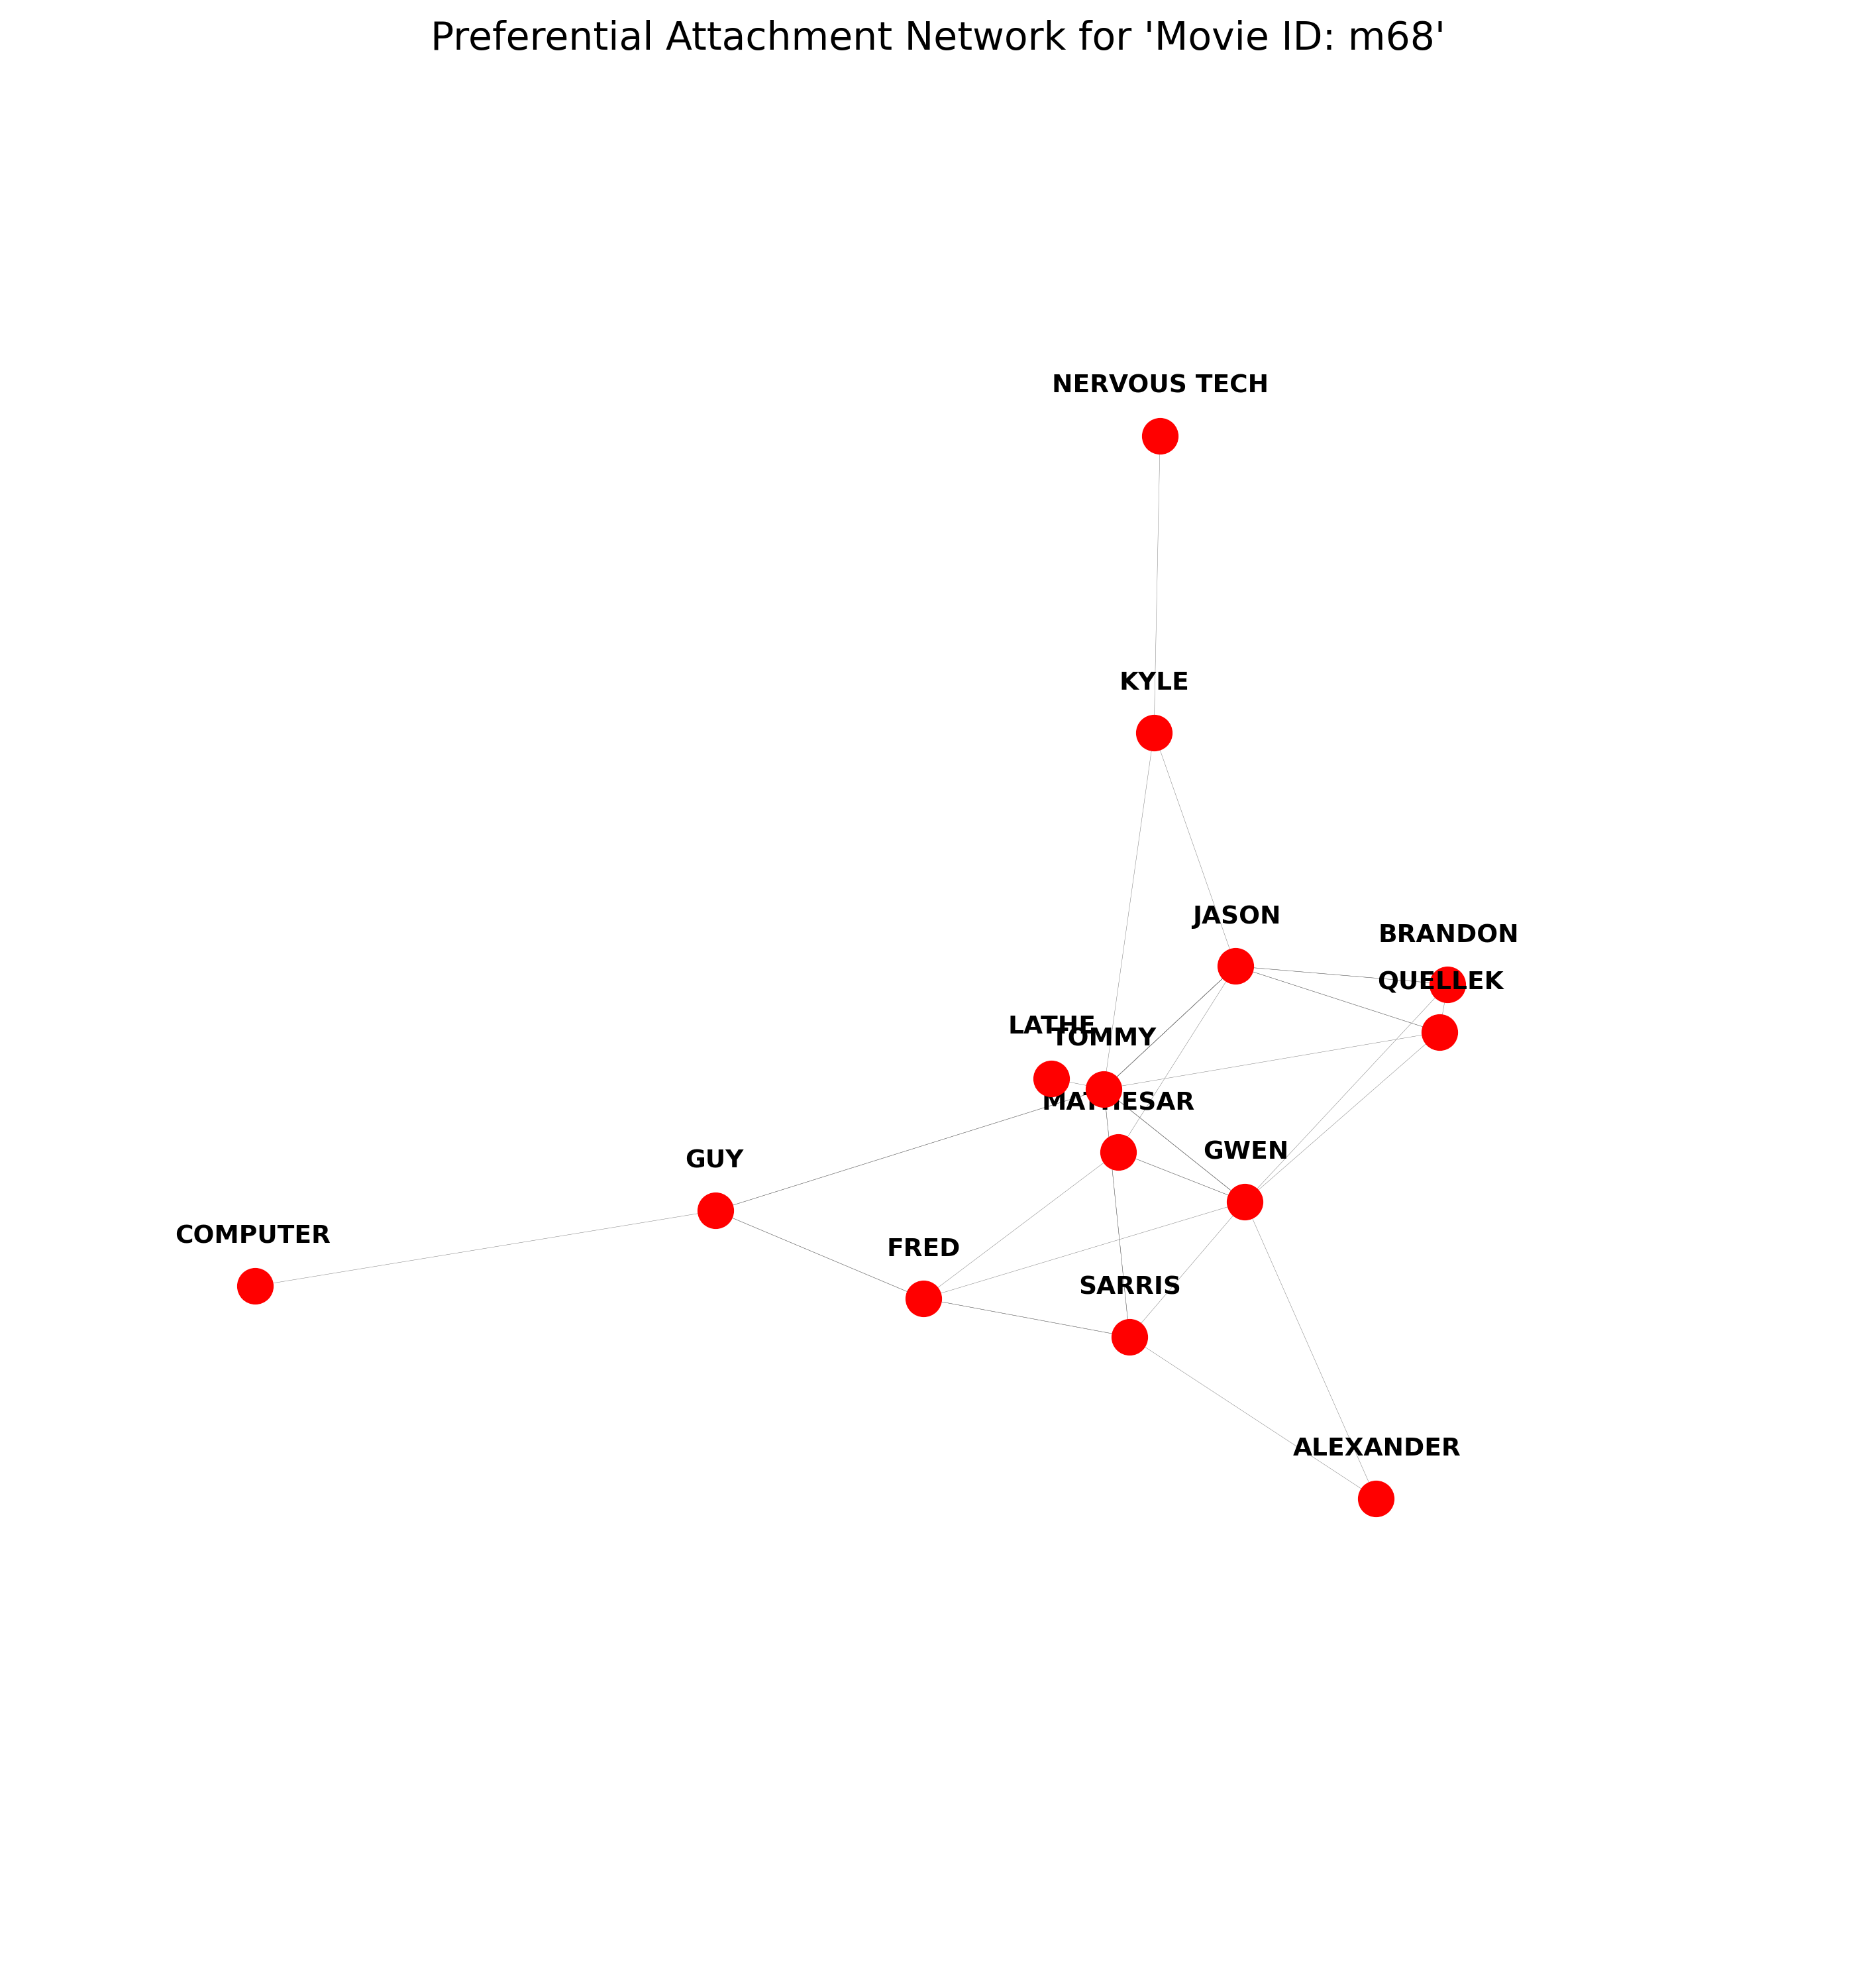 Preferential Attachment Network for 'Movie ID: m68'
NERVOUS TECH
KYLE
JASON
BRANDON
QUELLEK
LATHE
TOMMY
MATHESAR
GWEN
GUY
COMPUTER
FRED
SARRIS
ALEXANDER